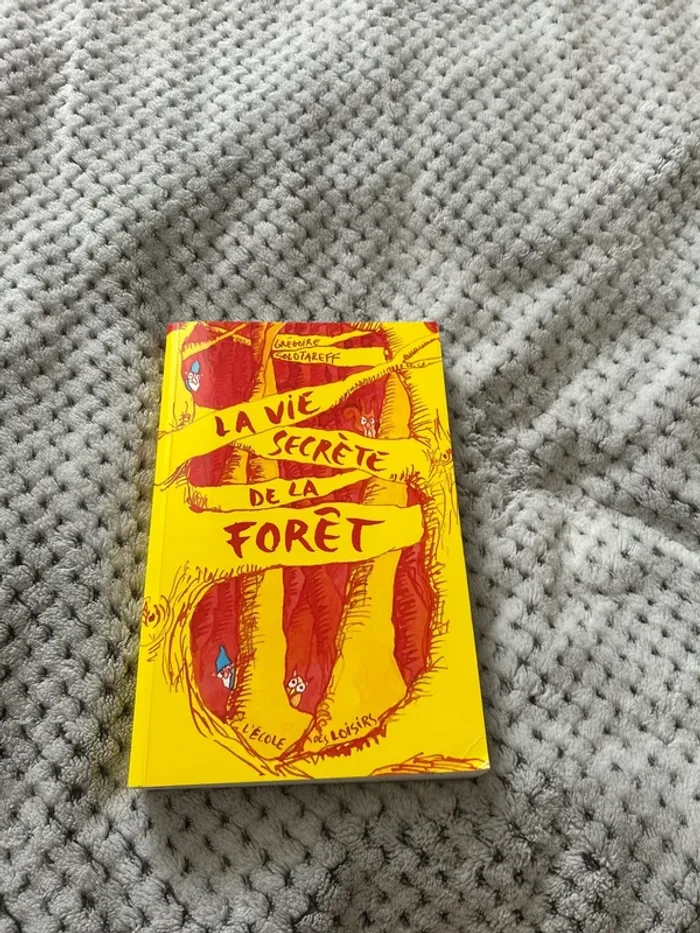 GRÉGOIRE
SOLOTAREFF
LA VIE
SECRÈTE
DE LA
FORÊT
L'ÉCOLE DES LOISIRS